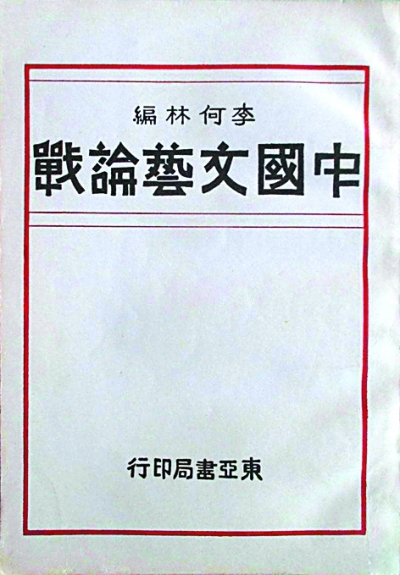 李何林編
中國文藝論戰
東亞書局印行